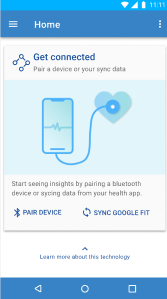 11:11
Home
Get connected
Pair a device or your sync data
Start seeing insights by pairing a bluetooth
device or sycing data from your health app.
PAIR DEVICE
SYNC GOOGLE FIT
Learn more about this technology